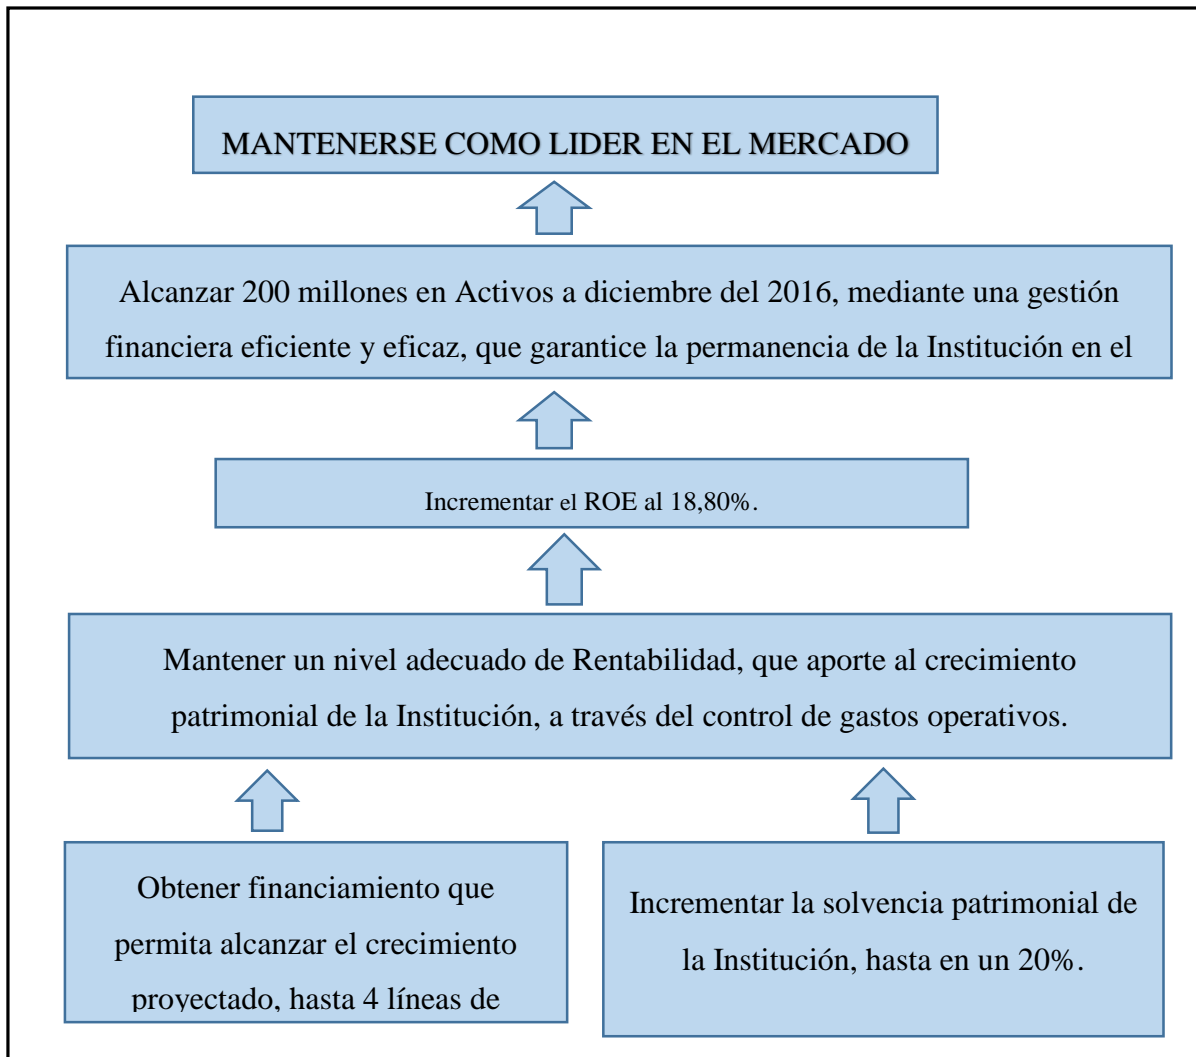 MANTENERSE COMO LIDER EN EL MERCADO
Alcanzar 200 millones en Activos a diciembre del 2016, mediante una gestión
financiera eficiente y eficaz, que garantice la permanencia de la Institución en el
Incrementar el ROE al 18,80%.
Mantener un nivel adecuado de Rentabilidad, que aporte al crecimiento
patrimonial de la Institución, a través del control de gastos operativos.
Obtener financiamiento que
permita alcanzar el crecimiento
proyectado, hasta 4 líneas de
Incrementar la solvencia patrimonial de
la Institución, hasta en un 20%.